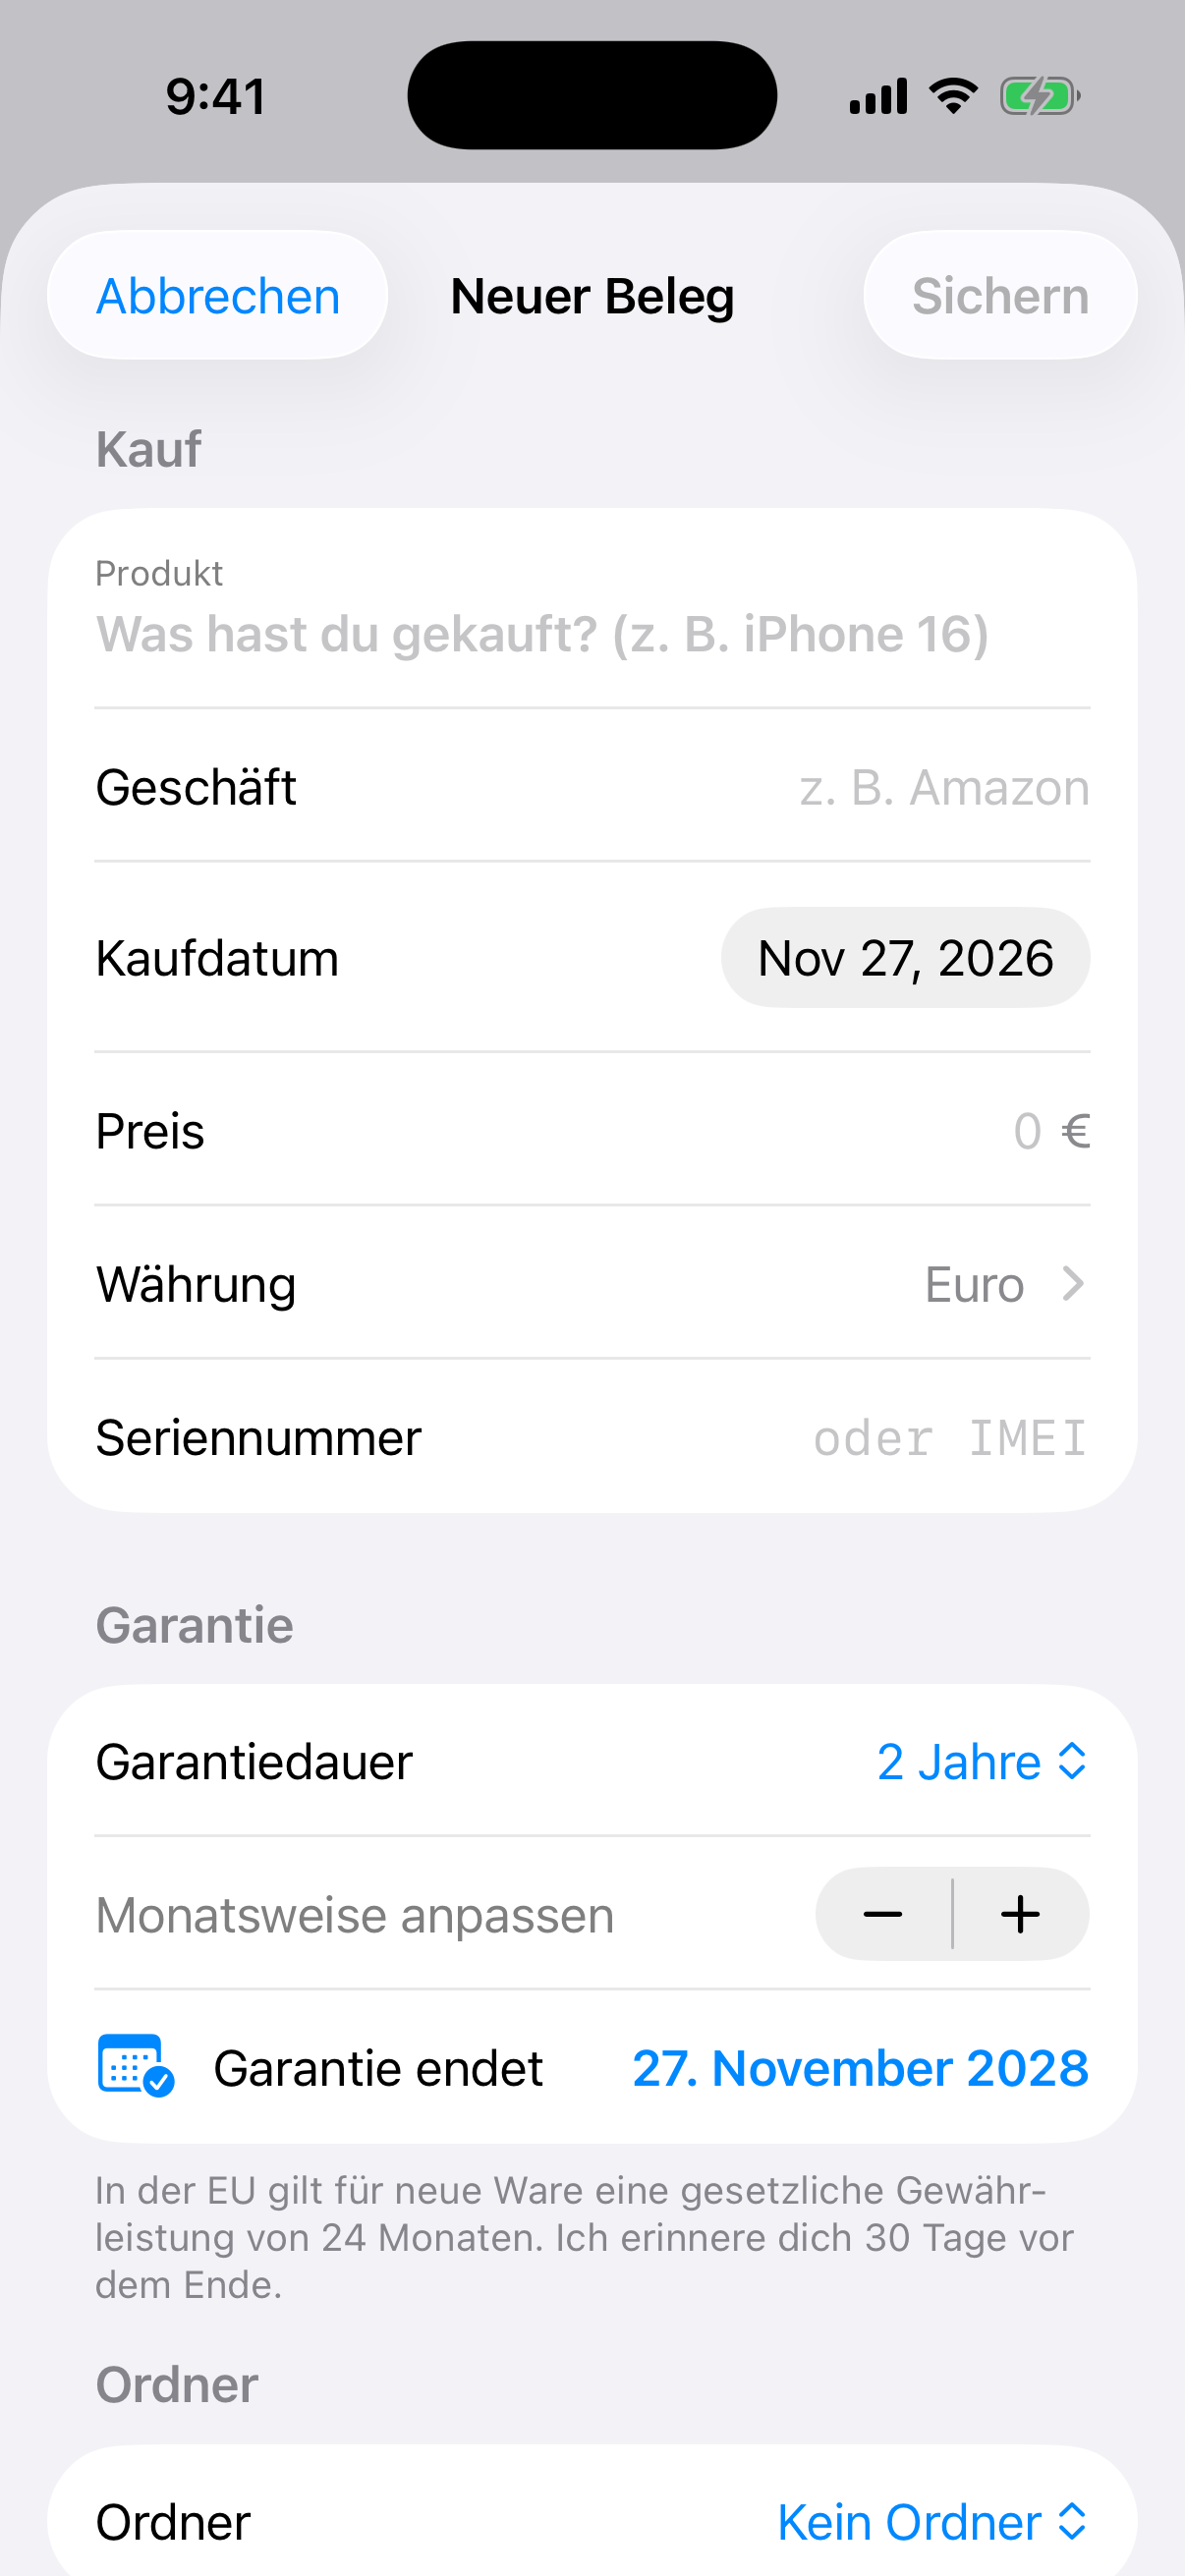 9:41
Abbrechen
Neuer Beleg
Sichern
Kauf
Produkt
Was hast du gekauft? (z. B. iPhone 16)
Geschäft z. B. Amazon
Kaufdatum Nov 27, 2026
Preis 0 €
Währung Euro
Seriennummer oder IMEI
Garantie
Garantiedauer 2 Jahre
Monatsweise anpassen
Garantie endet 27. November 2028
In der EU gilt für neue Ware eine gesetzliche Gewähr-
leistung von 24 Monaten. Ich erinnere dich 30 Tage vor
dem Ende.
Ordner
Ordner Kein Ordner